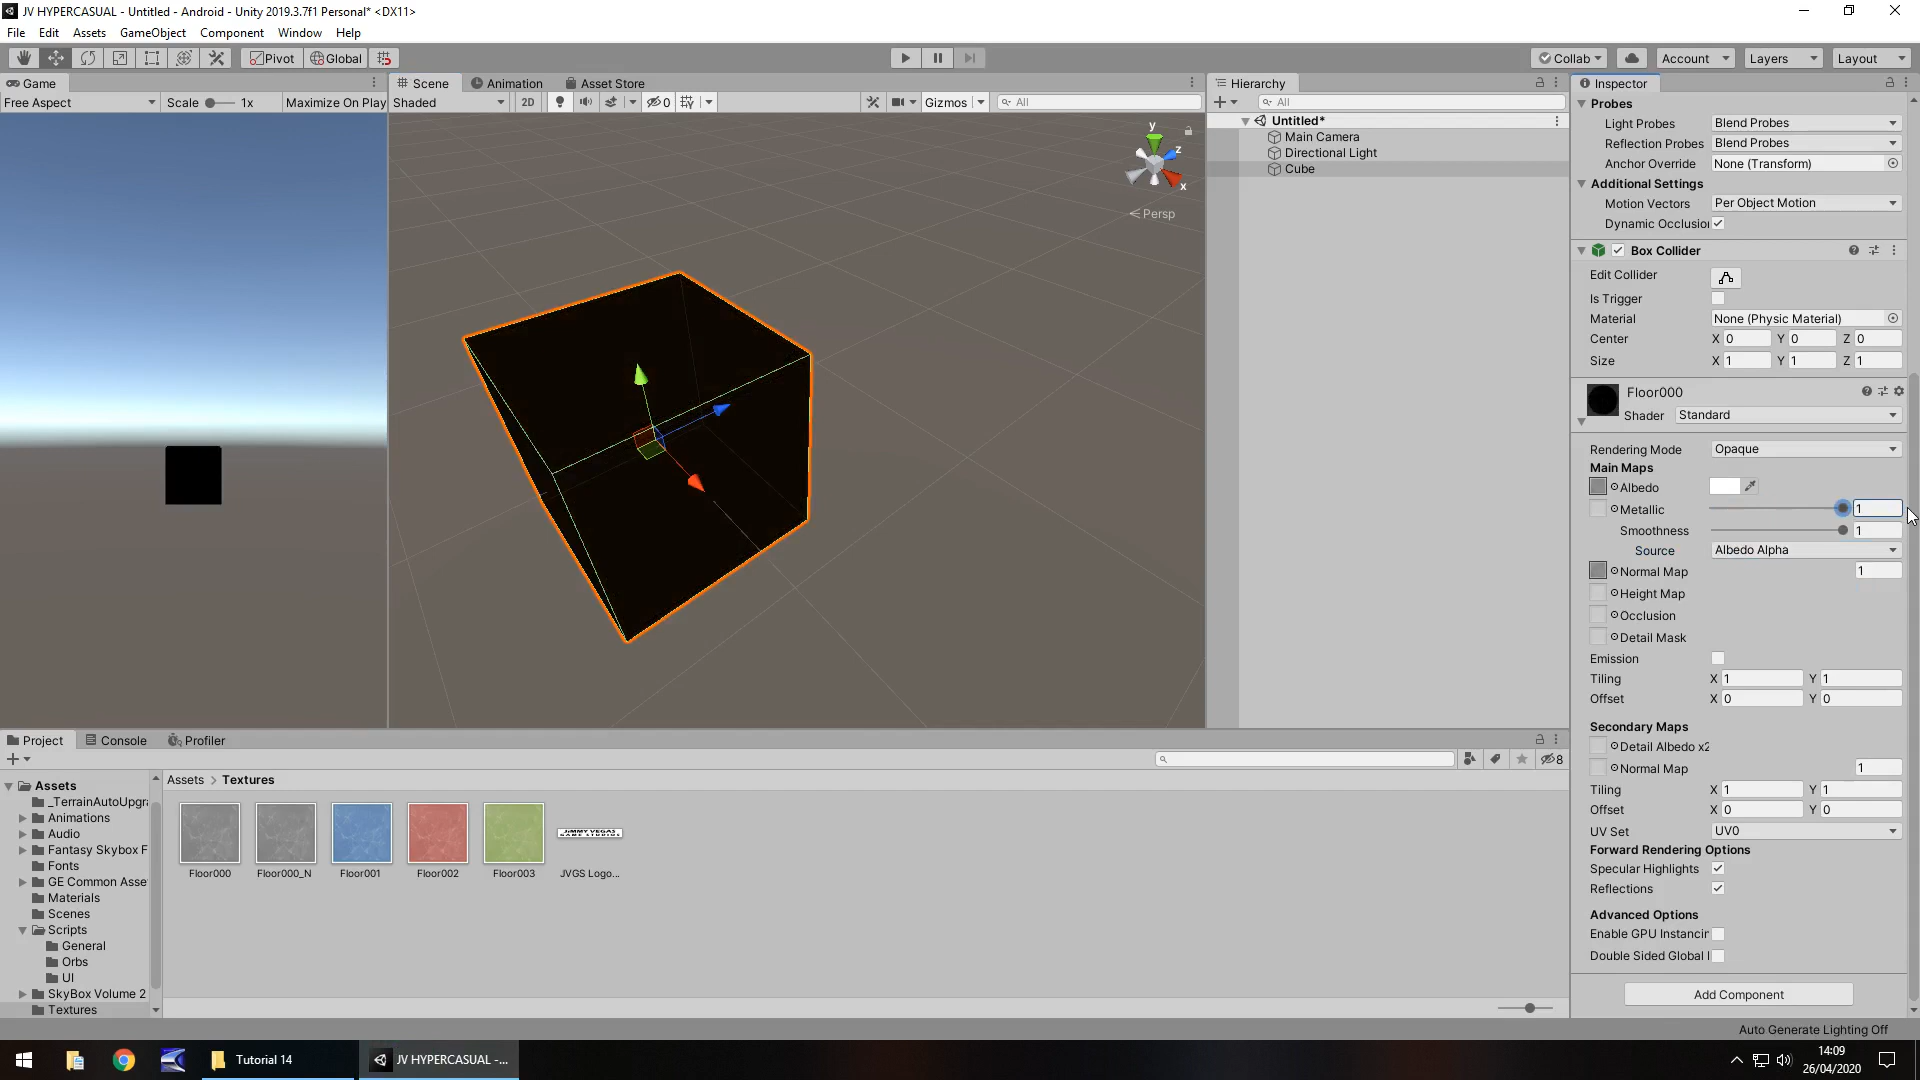 JV HYPERCASUAL - Untitled - Android - Unity 2019.3.7f1 Personal* <DX11>
File Edit Assets GameObject Component Window Help
Pivot Global Collab Account Layers Layout
Game
Free Aspect Scale 1x Maximize On Play
Scene Animation Asset Store
Shaded 2D 0 Gizmos All
y
z
x
Persp
Hierarchy
All
Untitled*
Main Camera
Directional Light
Cube
Inspector
Probes
Light Probes Blend Probes
Reflection Probes Blend Probes
Anchor Override None (Transform)
Additional Settings
Motion Vectors Per Object Motion
Dynamic Occlusion
Box Collider
Edit Collider
Is Trigger
Material None (Physic Material)
Center X 0 Y 0 Z 0
Size X 1 Y 1 Z 1
Floor000
Shader Standard
Rendering Mode Opaque
Main Maps
Albedo
Metallic 1
Smoothness 1
Source Albedo Alpha
Normal Map 1
Height Map
Occlusion
Detail Mask
Emission
Tiling X 1 Y 1
Offset X 0 Y 0
Secondary Maps
Detail Albedo x2
Normal Map 1
Tiling X 1 Y 1
Offset X 0 Y 0
UV Set UV0
Forward Rendering Options
Specular Highlights
Reflections
Advanced Options
Enable GPU Instancin
Double Sided Global I
Add Component
Auto Generate Lighting Off
Project Console Profiler
8
Assets
_TerrainAutoUpgra
Animations
Audio
Fantasy Skybox F
Fonts
GE Common Asse
Materials
Scenes
Scripts
General
Orbs
UI
SkyBox Volume 2
Textures
Assets > Textures
JIMMY VEGAS
GAME STUDIOS
Floor000 Floor000_N Floor001 Floor002 Floor003 JVGS Logo...
Tutorial 14
JV HYPERCASUAL -...
14:09
26/04/2020